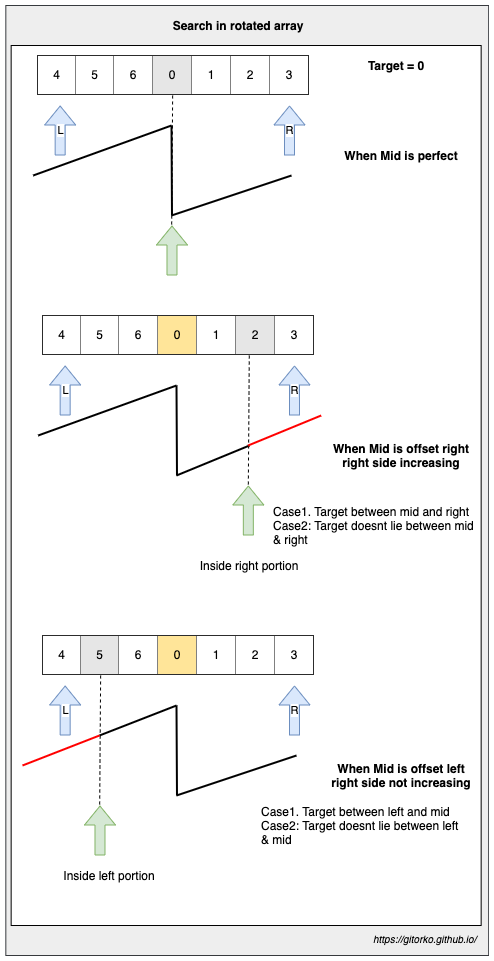 Search in rotated array
4 5 6 0 1 2 3
Target = 0
L
R
When Mid is perfect
4 5 6 0 1 2 3
L
R
When Mid is offset right
right side increasing
Case1. Target between mid and right
Case2: Target doesnt lie between mid
& right
Inside right portion
4 5 6 0 1 2 3
L
R
When Mid is offset left
right side not increasing
Case1. Target between left and mid
Case2: Target doesnt lie between left
& mid
Inside left portion
https://gitorko.github.io/